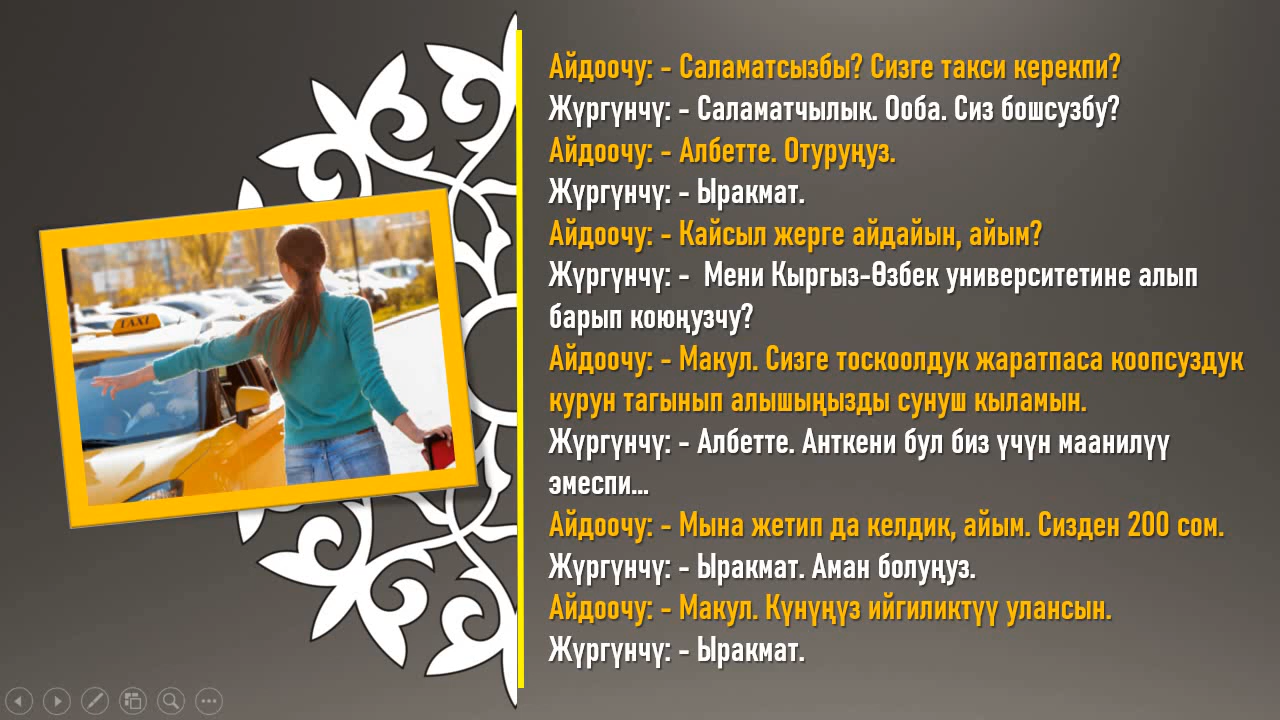 Айдоочу: - Саламатсызбы? Сизге такси керекпи?
Жүргүнчү: - Саламатчылык. Ооба. Сиз бошсузбу?
Айдоочу: - Албетте. Отуруңуз.
Жүргүнчү: - Ыракмат.
Айдоочу: - Кайсыл жерге айдайын, айым?
Жүргүнчү: - Мени Кыргыз-Өзбек университетине алып
барып коюңузчу?
Айдоочу: - Макул. Сизге тоскоолдук жаратпаса коопсуздук
курун тагынып алышыңызды сунуш кыламын.
Жүргүнчү: - Албетте. Анткени бул биз үчүн маанилүү
эмеспи...
Айдоочу: - Мына жетип да келдик, айым. Сизден 200 сом.
Жүргүнчү: - Ыракмат. Аман болуңуз.
Айдоочу: - Макул. Күнүңүз ийгиликтүү улансын.
Жүргүнчү: - Ыракмат.
TAXI